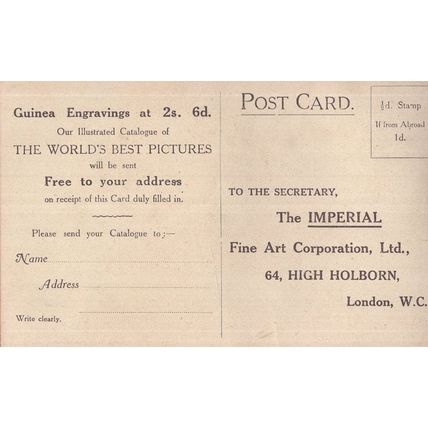 Guinea Engravings at 2s. 6d.
Our Illustrated Catalogue of
THE WORLD'S BEST PICTURES
will be sent
Free to your address
on receipt of this Card duly filled in.
Please send your Catalogue to:—
Name
Address
Write clearly.
POST CARD.
½d. Stamp
If from Abroad
1d.
TO THE SECRETARY,
The IMPERIAL
Fine Art Corporation, Ltd.,
64, HIGH HOLBORN,
London, W.C.